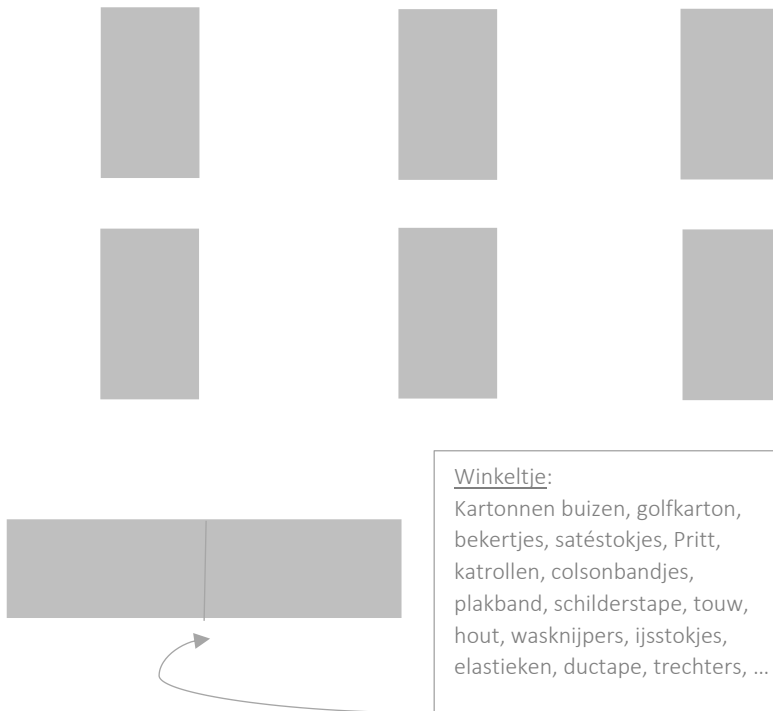 Winkeltje:
Kartonnen buizen, golfkarton,
bekertjes, satéstokjes, Pritt,
katrollen, colsonbandjes,
plakband, schilderstape, touw,
hout, wasknijpers, ijsstokjes,
elastieken, ductape, trechters, ...